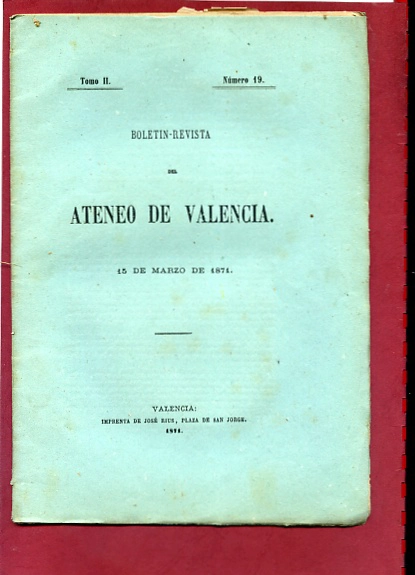 Tomo II. Número 19.
BOLETIN-REVISTA
DEL
ATENEO DE VALENCIA.
15 DE MARZO DE 1871.
VALENCIA:
IMPRENTA DE JOSÉ RIUS, PLAZA DE SAN JORGE.
1871.